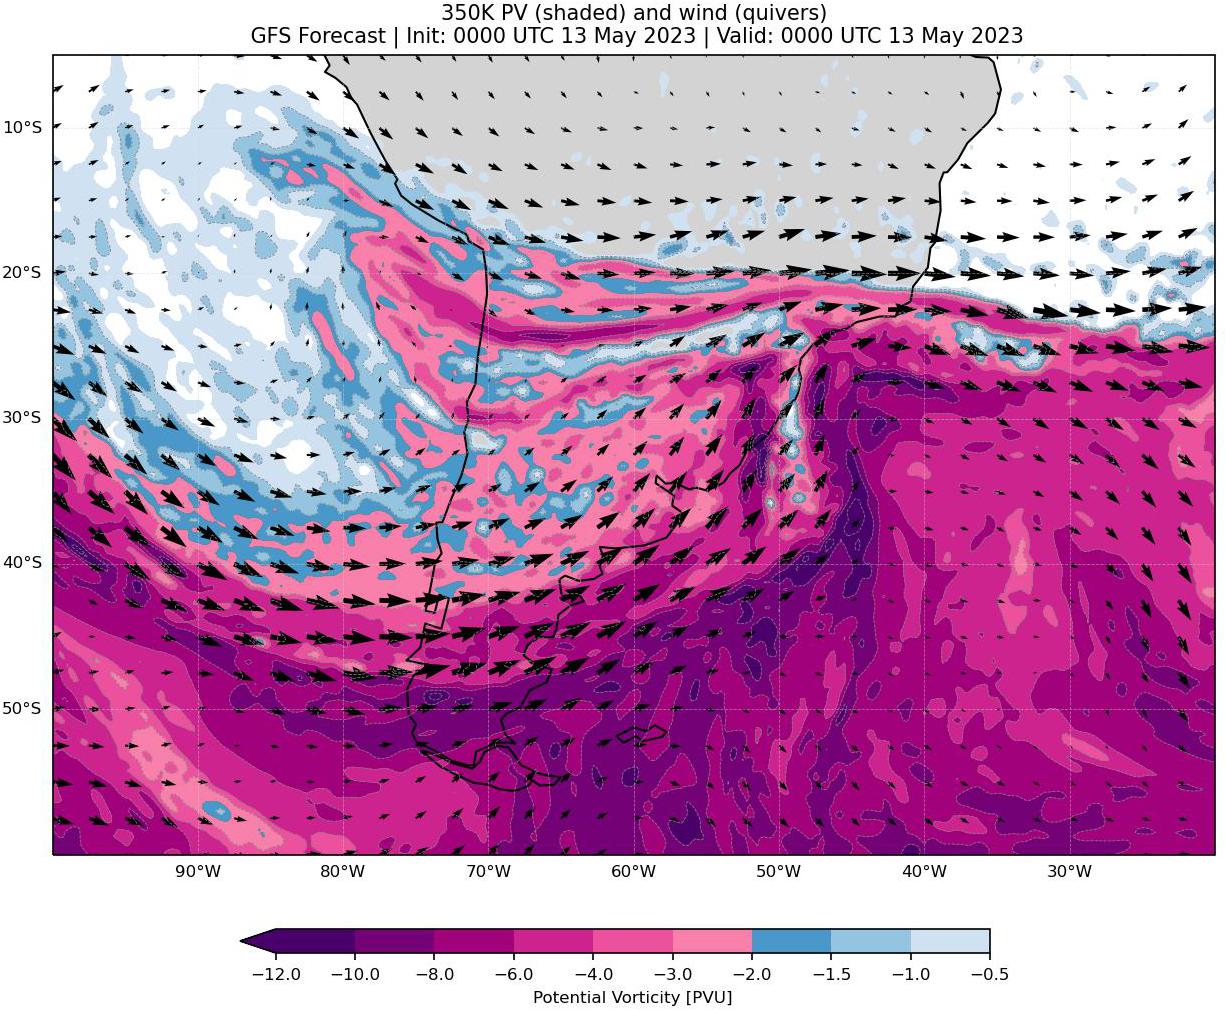 350K PV (shaded) and wind (quivers)
GFS Forecast | Init: 0000 UTC 13 May 2023 | Valid: 0000 UTC 13 May 2023
10°S
20°S
30°S
40°S
50°S
90°W 80°W 70°W 60°W 50°W 40°W 30°W
−12.0 −10.0 −8.0 −6.0 −4.0 −3.0 −2.0 −1.5 −1.0 −0.5
Potential Vorticity [PVU]